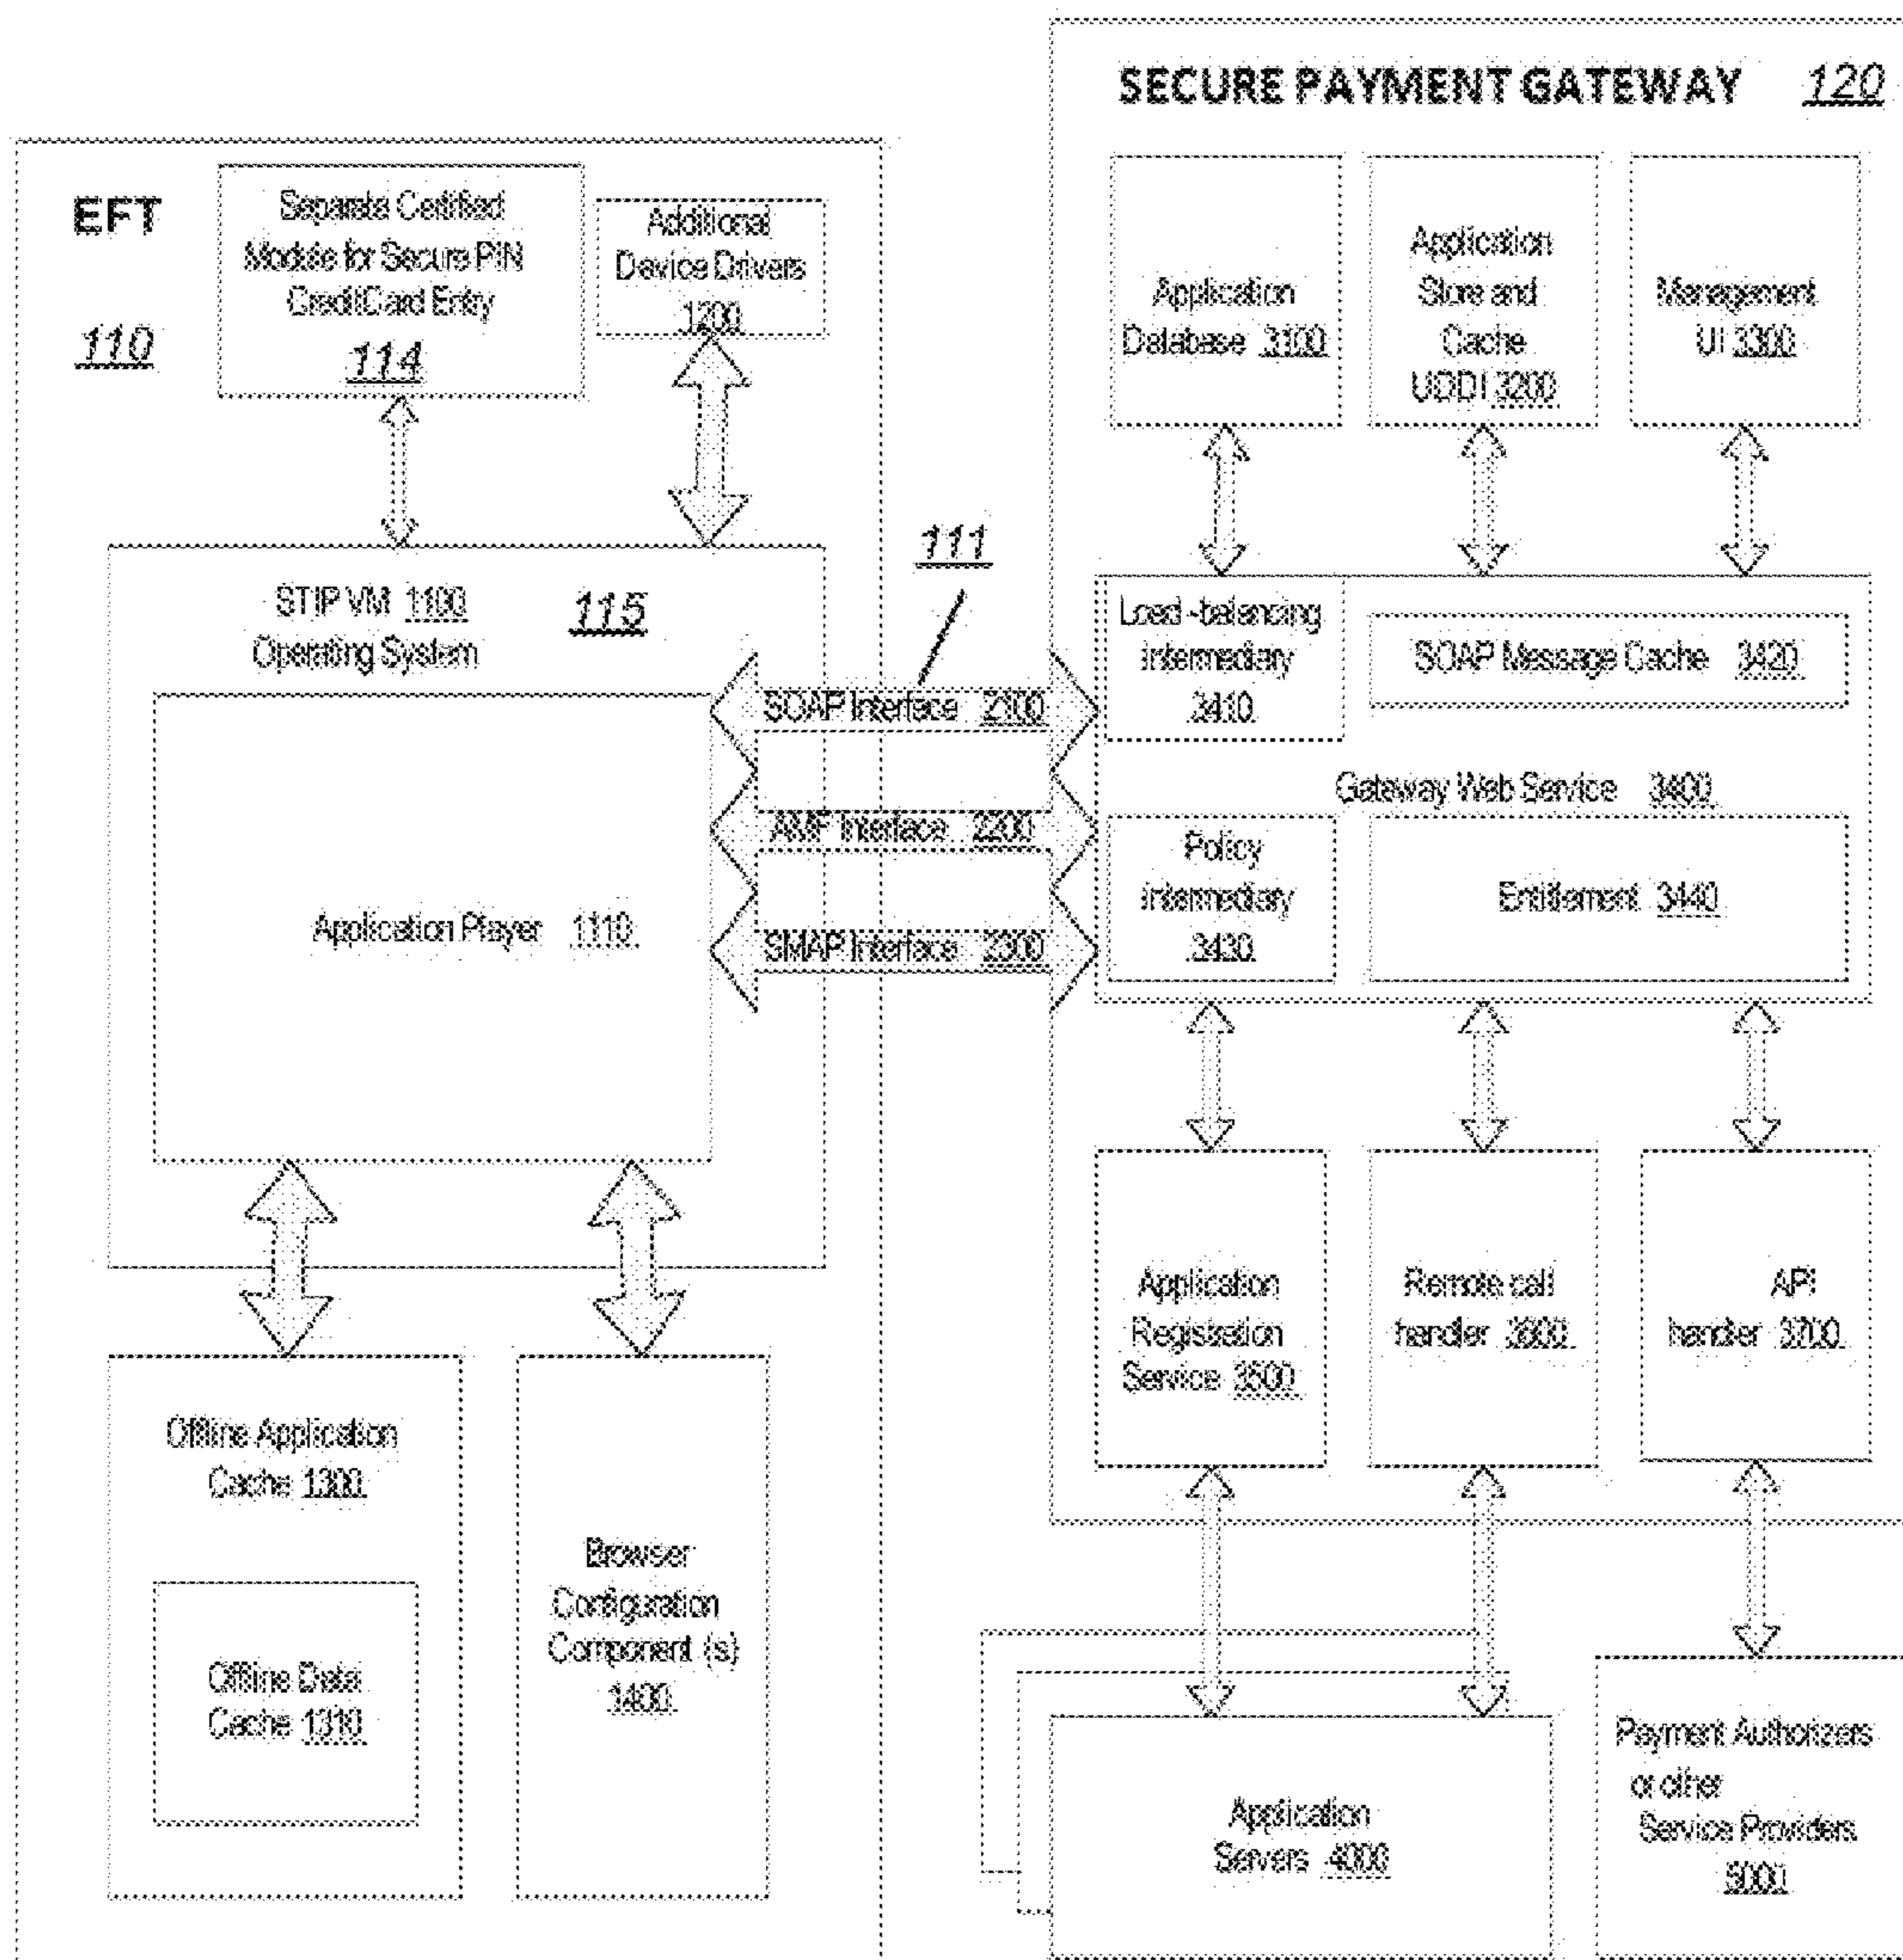 SECURE PAYMENT GATEWAY 120
EFT
110
Separate Certified
Module for Secure PIN
CreditCard Entry
114
Additional
Device Drivers
1200
Application
Database 3100
Application
Store and
Cache
UDDI 3200
Management
UI 3300
111
STIP VM 1100
Operating System
115
Application Player 1110
SOAP Interface 2100
AMF Interface 2200
SMAP Interface 2300
Load-balancing
intermediary
3410
SOAP Message Cache 3420
Gateway Web Service 3400
Policy
intermediary
3430
Entitlement 3440
Application
Registration
Service 3500
Remote call
handler 3600
API
handler 3700
Offline Application
Cache 1300
Offline Data
Cache 1310
Browser
Configuration
Component (s)
1400
Application
Servers 4000
Payment Authorizers
or other
Service Providers
5000